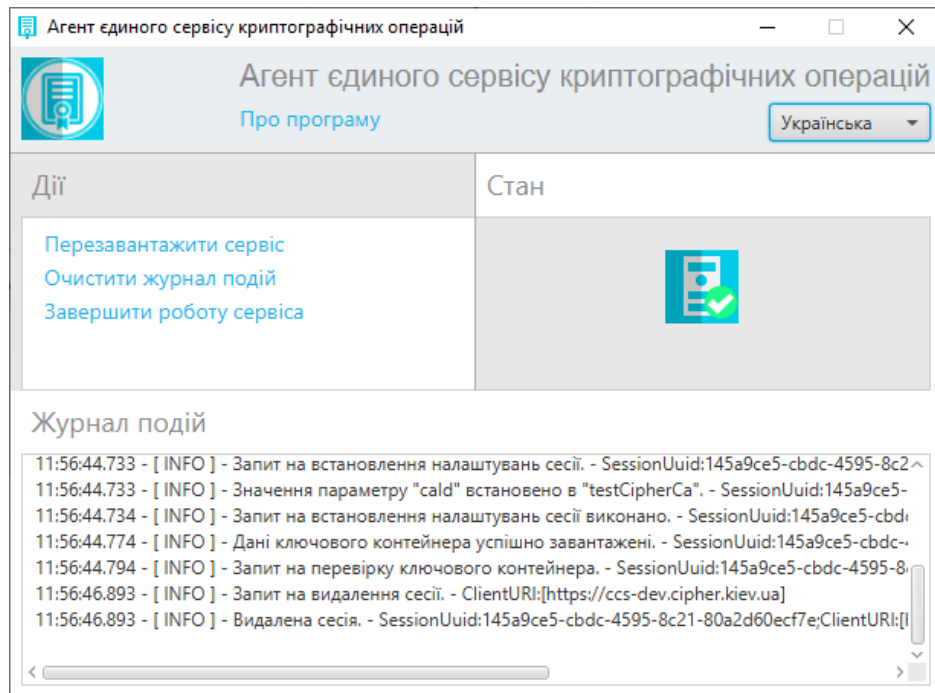 Агент єдиного сервісу криптографічних операцій
Агент єдиного сервісу криптографічних операцій
Про програму
Українська
Дії
Стан
Перезавантажити сервіс
Очистити журнал подій
Завершити роботу сервіса
Журнал подій
11:56:44.733 - [ INFO ] - Запит на встановлення налаштувань сесії. - SessionUuid:145a9ce5-cbdc-4595-8c2
11:56:44.733 - [ INFO ] - Значення параметру "caId" встановено в "testCipherCa". - SessionUuid:145a9ce5-
11:56:44.734 - [ INFO ] - Запит на встановлення налаштувань сесії виконано. - SessionUuid:145a9ce5-cbd
11:56:44.774 - [ INFO ] - Дані ключового контейнера успішно завантажені. - SessionUuid:145a9ce5-cbdc-
11:56:44.794 - [ INFO ] - Запит на перевірку ключового контейнера. - SessionUuid:145a9ce5-cbdc-4595-8
11:56:46.893 - [ INFO ] - Запит на видалення сесії. - ClientURI:[https://ccs-dev.cipher.kiev.ua]
11:56:46.893 - [ INFO ] - Видалена сесія. - SessionUuid:145a9ce5-cbdc-4595-8c21-80a2d60ecf7e;ClientURI:[